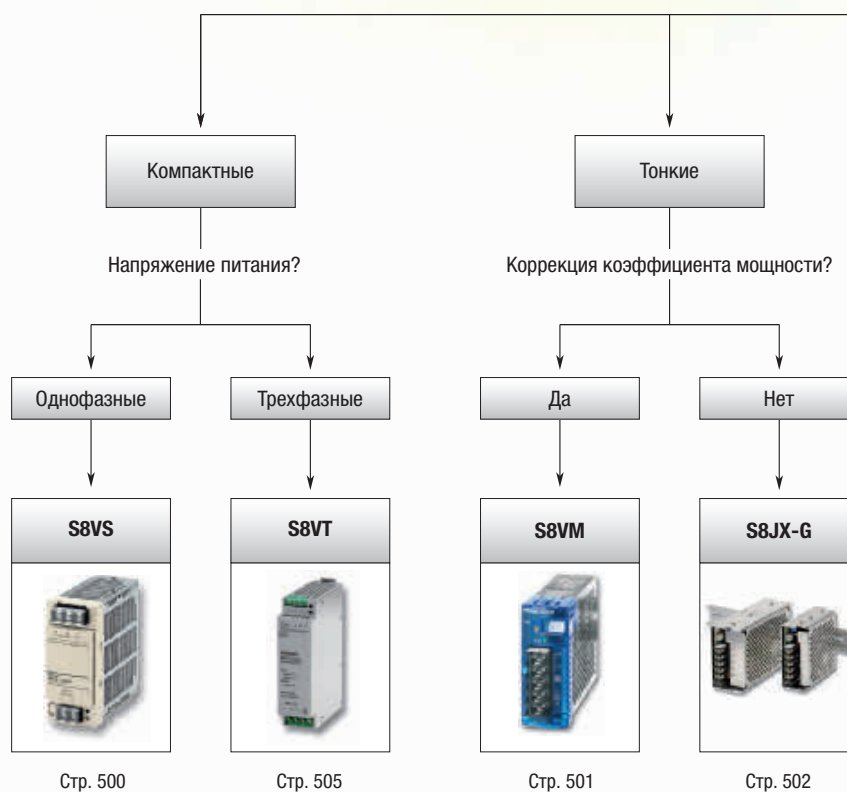 Компактные
Тонкие
Напряжение питания?
Коррекция коэффициента мощности?
Однофазные
Трехфазные
Да
Нет
S8VS
S8VT
S8VM
S8JX-G
Стр. 500
Стр. 505
Стр. 501
Стр. 502